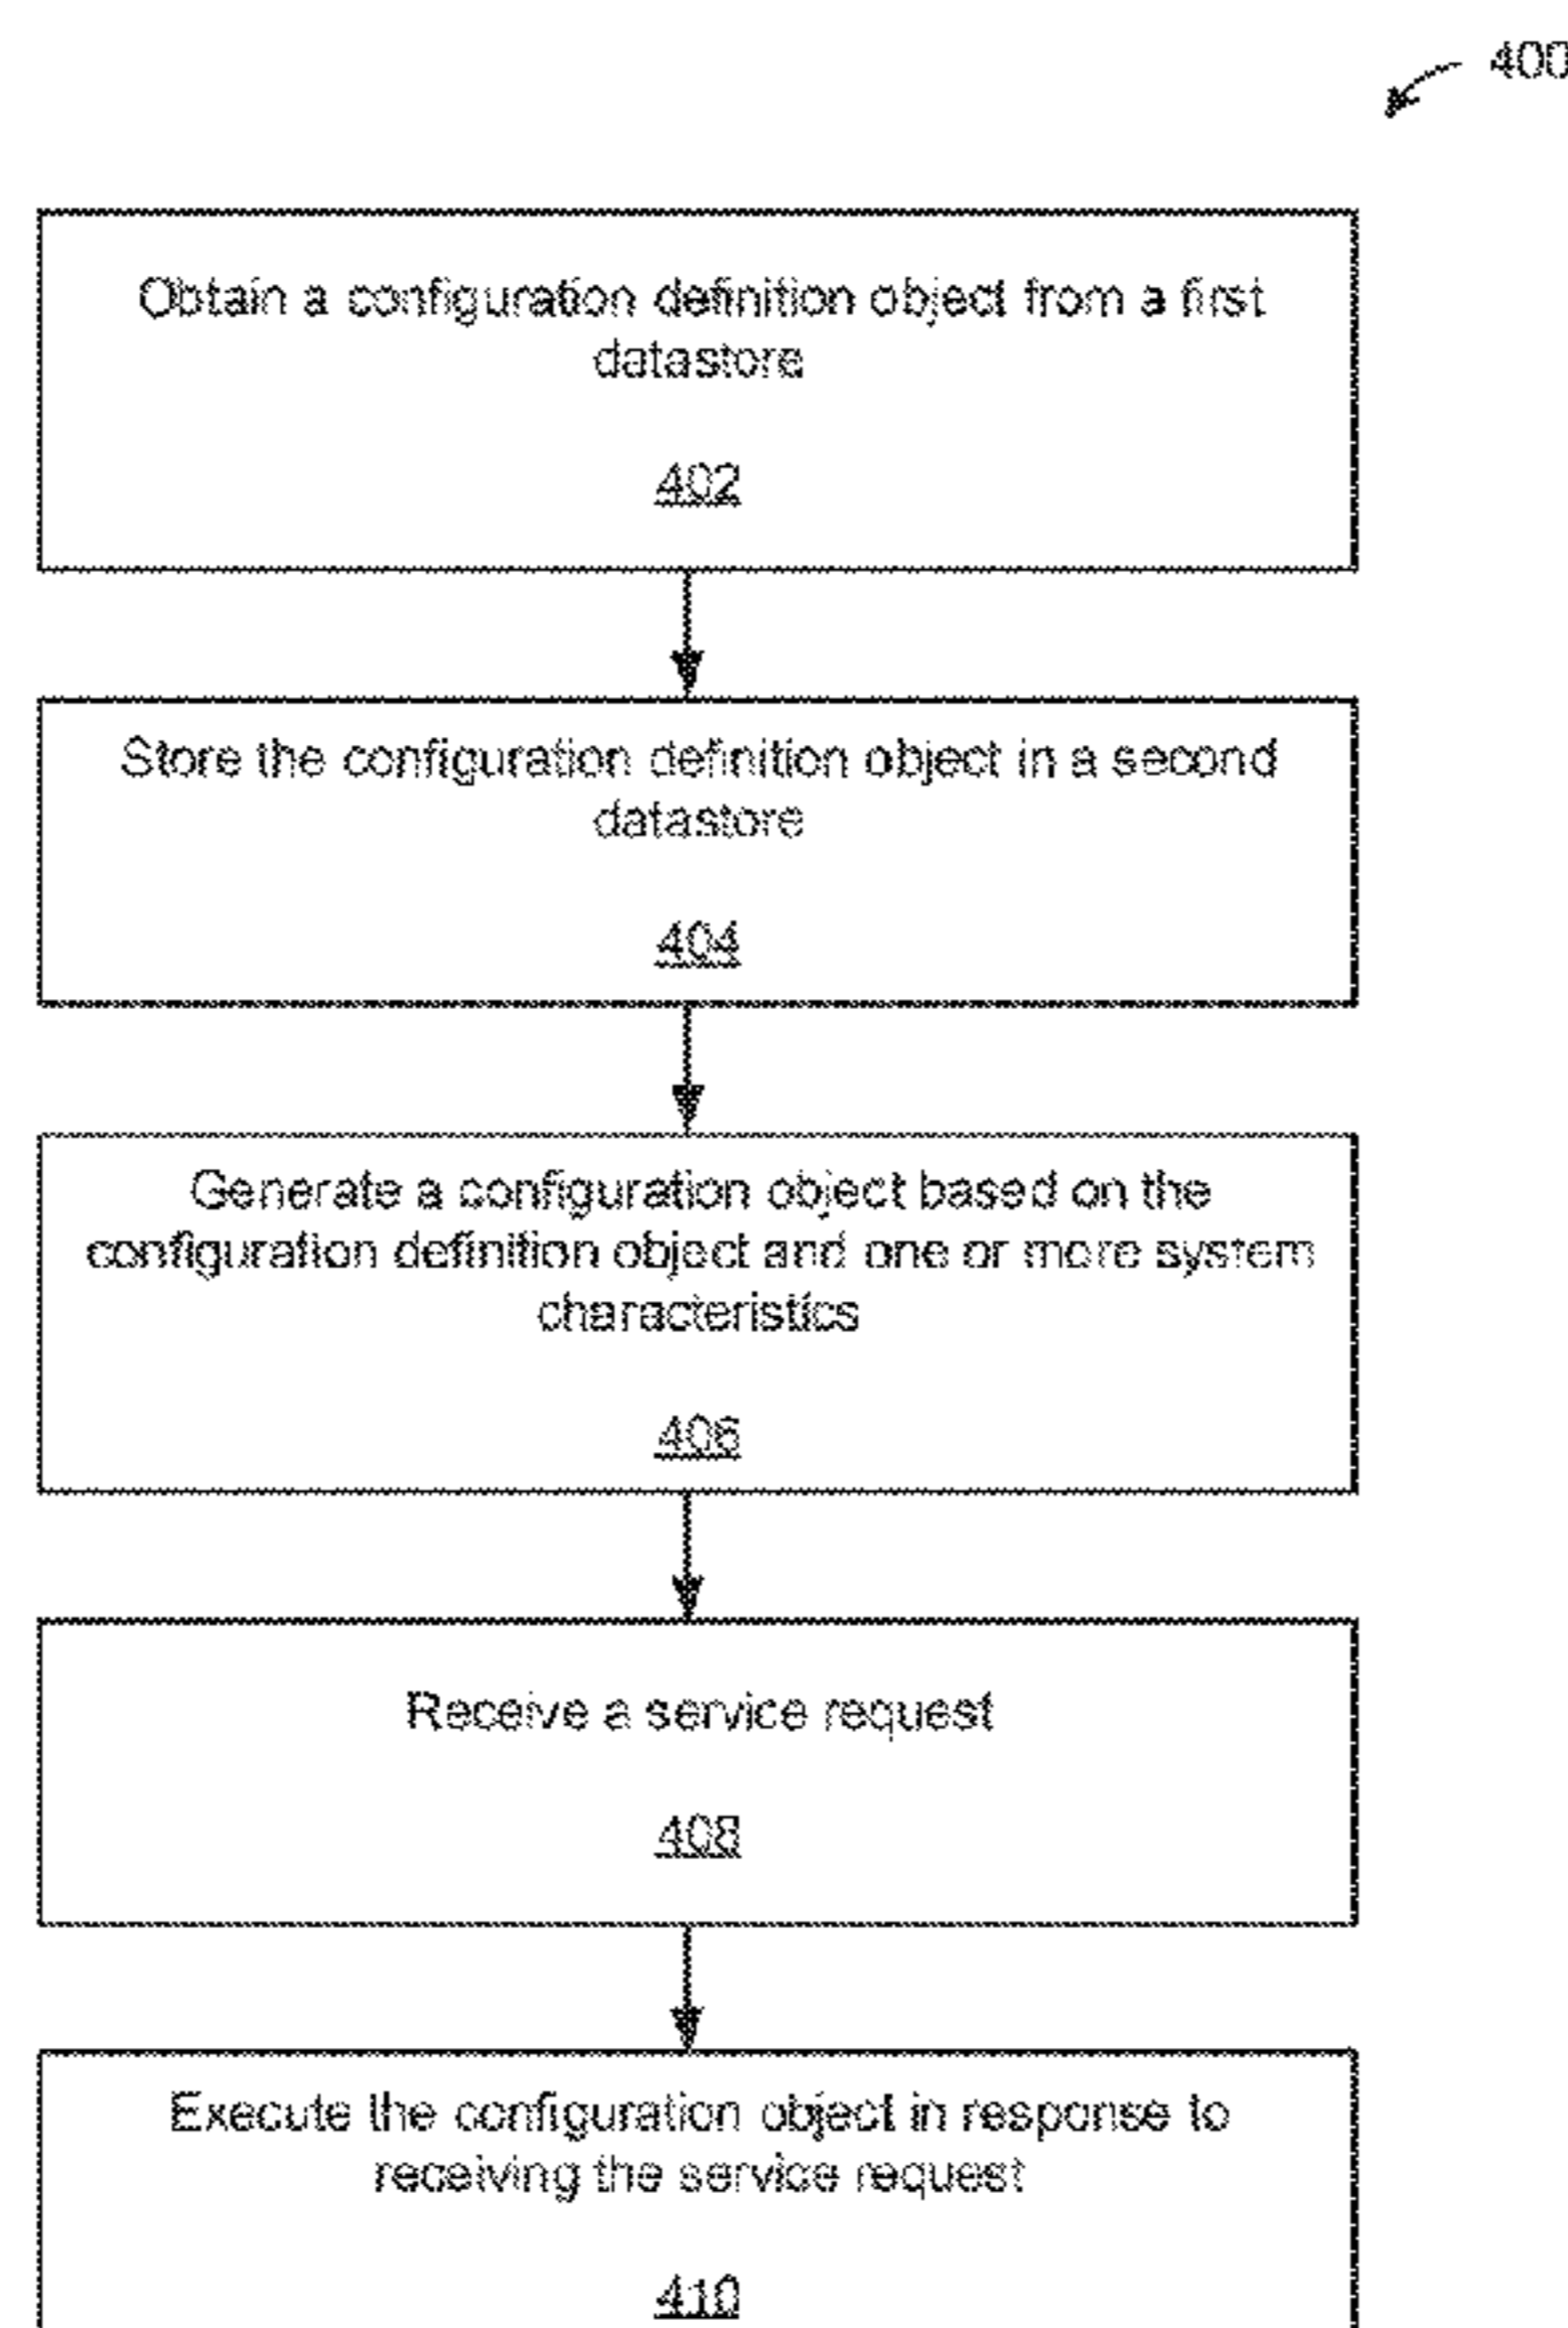 400
Obtain a configuration definition object from a first
datastore
402
Store the configuration definition object in a second
datastore
404
Generate a configuration object based on the
configuration definition object and one or more system
characteristics
406
Receive a service request
408
Execute the configuration object in response to
receiving the service request
410